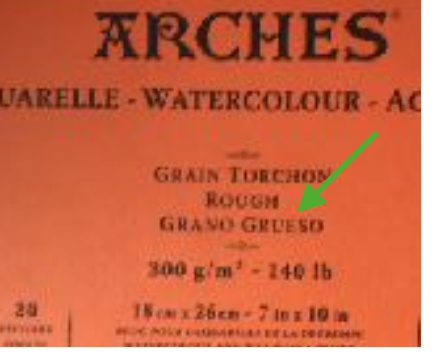 ARCHES
UARELLE - WATERCOLOUR - AC
GRAIN TORCHON
ROUGH
GRANO GRUESO
300 g/m² - 140 lb
20
18 cm x 26 cm - 7 in x 10 in